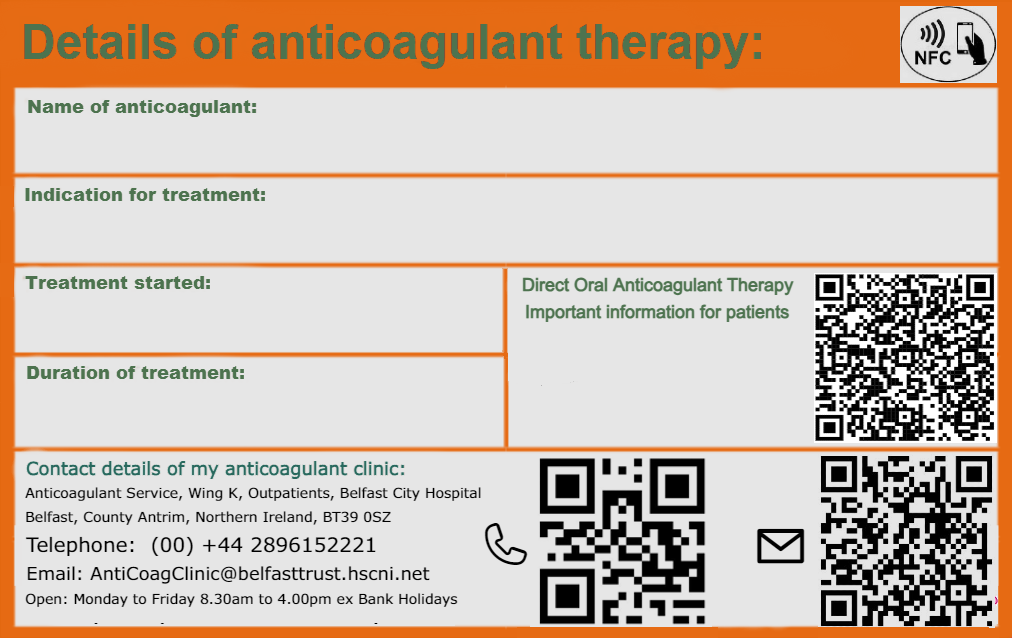 Details of anticoagulant therapy:
NFC
Name of anticoagulant:
Indication for treatment:
Treatment started:
Direct Oral Anticoagulant Therapy
Important information for patients
Duration of treatment:
Contact details of my anticoagulant clinic:
Anticoagulant Service, Wing K, Outpatients, Belfast City Hospital
Belfast, County Antrim, Northern Ireland, BT39 0SZ
Telephone: (00) +44 2896152221
Email: AntiCoagClinic@belfasttrust.hscni.net
Open: Monday to Friday 8.30am to 4.00pm ex Bank Holidays